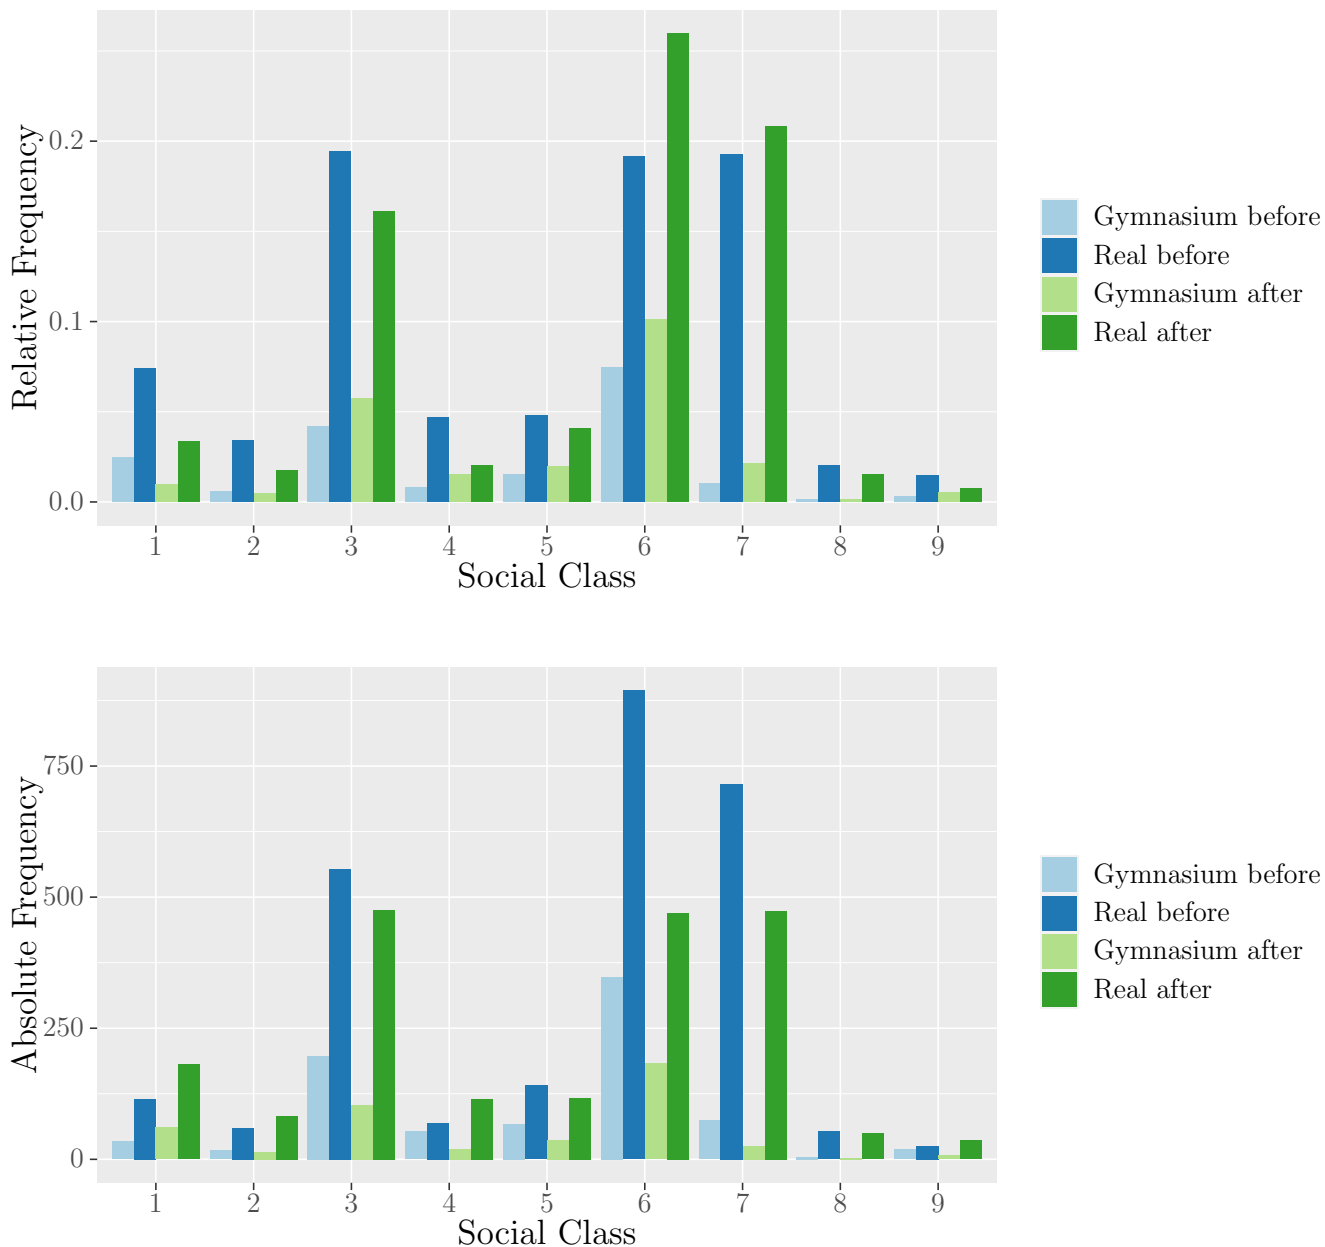 Relative Frequency
0.2
0.1
0.0
1 2 3 4 5 6 7 8 9
Social Class
Gymnasium before
Real before
Gymnasium after
Real after
Absolute Frequency
750
500
250
0
1 2 3 4 5 6 7 8 9
Social Class
Gymnasium before
Real before
Gymnasium after
Real after